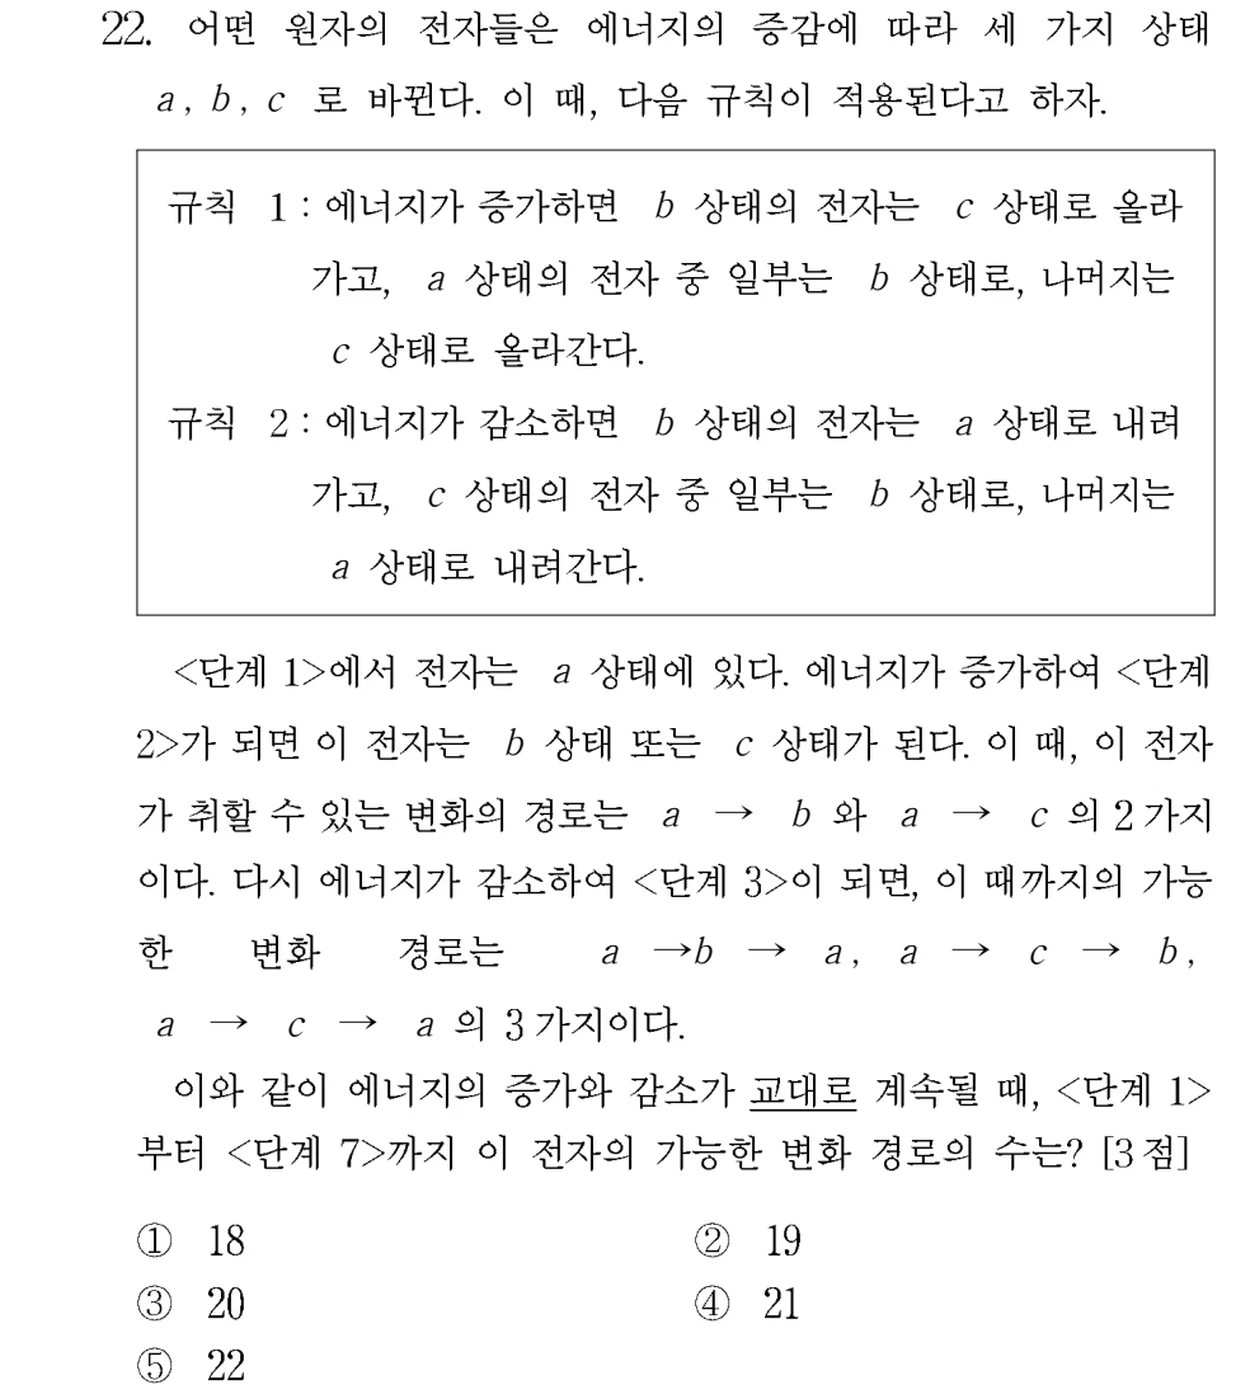 22. 어떤 원자의 전자들은 에너지의 증감에 따라 세 가지 상태
a, b, c 로 바뀐다. 이 때, 다음 규칙이 적용된다고 하자.
규칙 1 : 에너지가 증가하면 b 상태의 전자는 c 상태로 올라
가고, a 상태의 전자 중 일부는 b 상태로, 나머지는
c 상태로 올라간다.
규칙 2 : 에너지가 감소하면 b 상태의 전자는 a 상태로 내려
가고, c 상태의 전자 중 일부는 b 상태로, 나머지는
a 상태로 내려간다.
<단계 1>에서 전자는 a 상태에 있다. 에너지가 증가하여 <단계
2>가 되면 이 전자는 b 상태 또는 c 상태가 된다. 이 때, 이 전자
가 취할 수 있는 변화의 경로는 a → b 와 a → c 의 2 가지
이다. 다시 에너지가 감소하여 <단계 3>이 되면, 이 때까지의 가능
한 변화 경로는 a →b → a, a → c → b,
a → c → a 의 3 가지이다.
이와 같이 에너지의 증가와 감소가 교대로 계속될 때, <단계 1>
부터 <단계 7>까지 이 전자의 가능한 변화 경로의 수는? [3 점]
① 18 ② 19
③ 20 ④ 21
⑤ 22